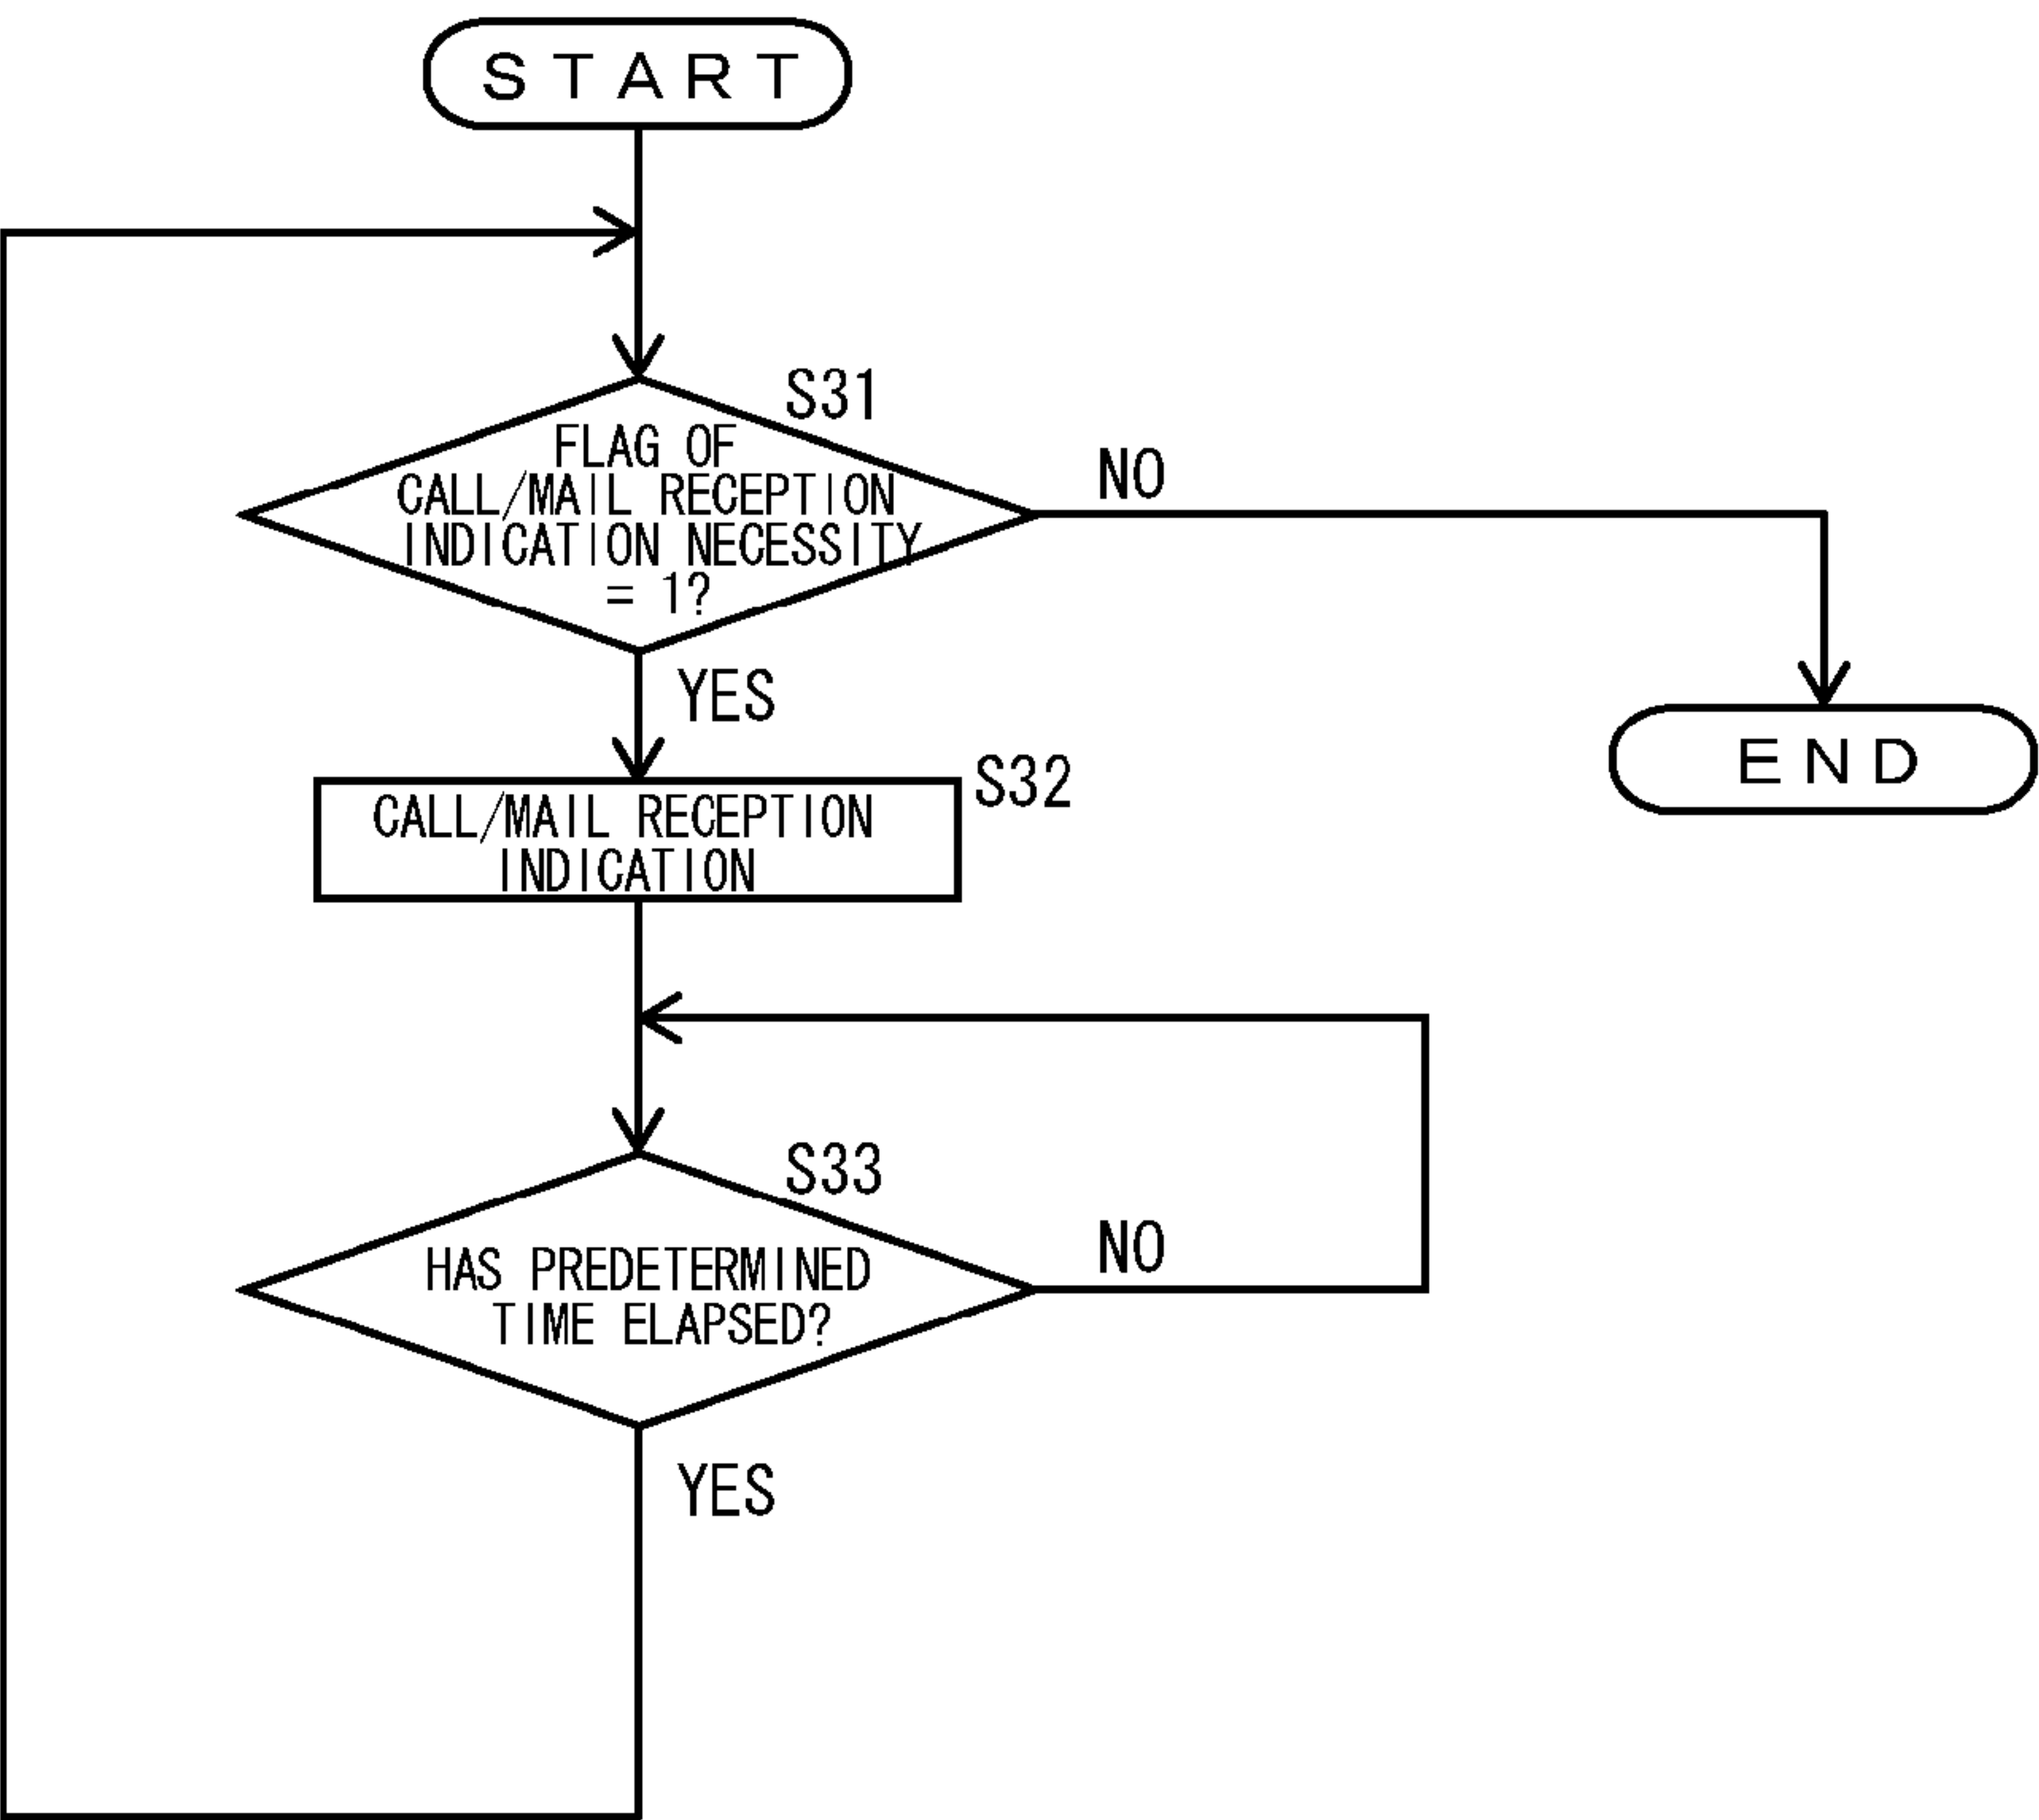 START
S31
FLAG OF
CALL/MAIL RECEPTION
INDICATION NECESSITY
= 1?
NO
YES
END
S32
CALL/MAIL RECEPTION
INDICATION
S33
HAS PREDETERMINED
TIME ELAPSED?
NO
YES